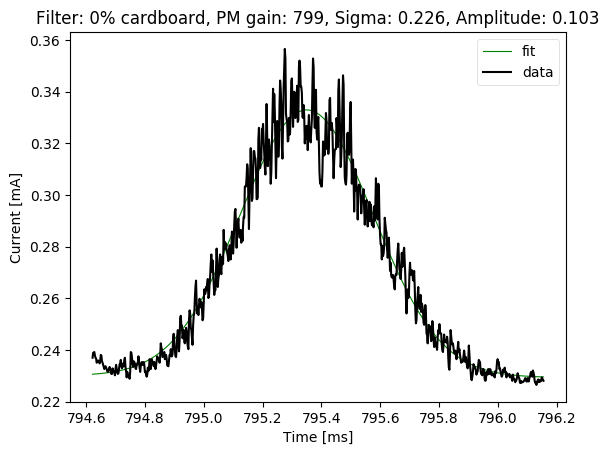 Filter: 0% cardboard, PM gain: 799, Sigma: 0.226, Amplitude: 0.103
0.36
0.34
0.32
0.30
0.28
0.26
0.24
0.22
Current [mA]
fit
data
794.6 794.8 795.0 795.2 795.4 795.6 795.8 796.0 796.2
Time [ms]